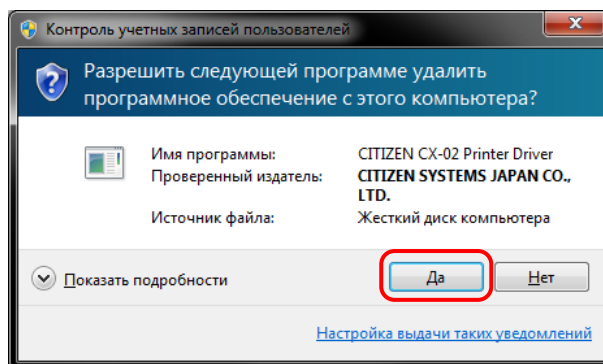 Контроль учетных записей пользователей
Разрешить следующей программе удалить
программное обеспечение с этого компьютера?
Имя программы: CITIZEN CX-02 Printer Driver
Проверенный издатель: CITIZEN SYSTEMS JAPAN CO.,
LTD.
Источник файла: Жесткий диск компьютера
Показать подробности
Да
Нет
Настройка выдачи таких уведомлений